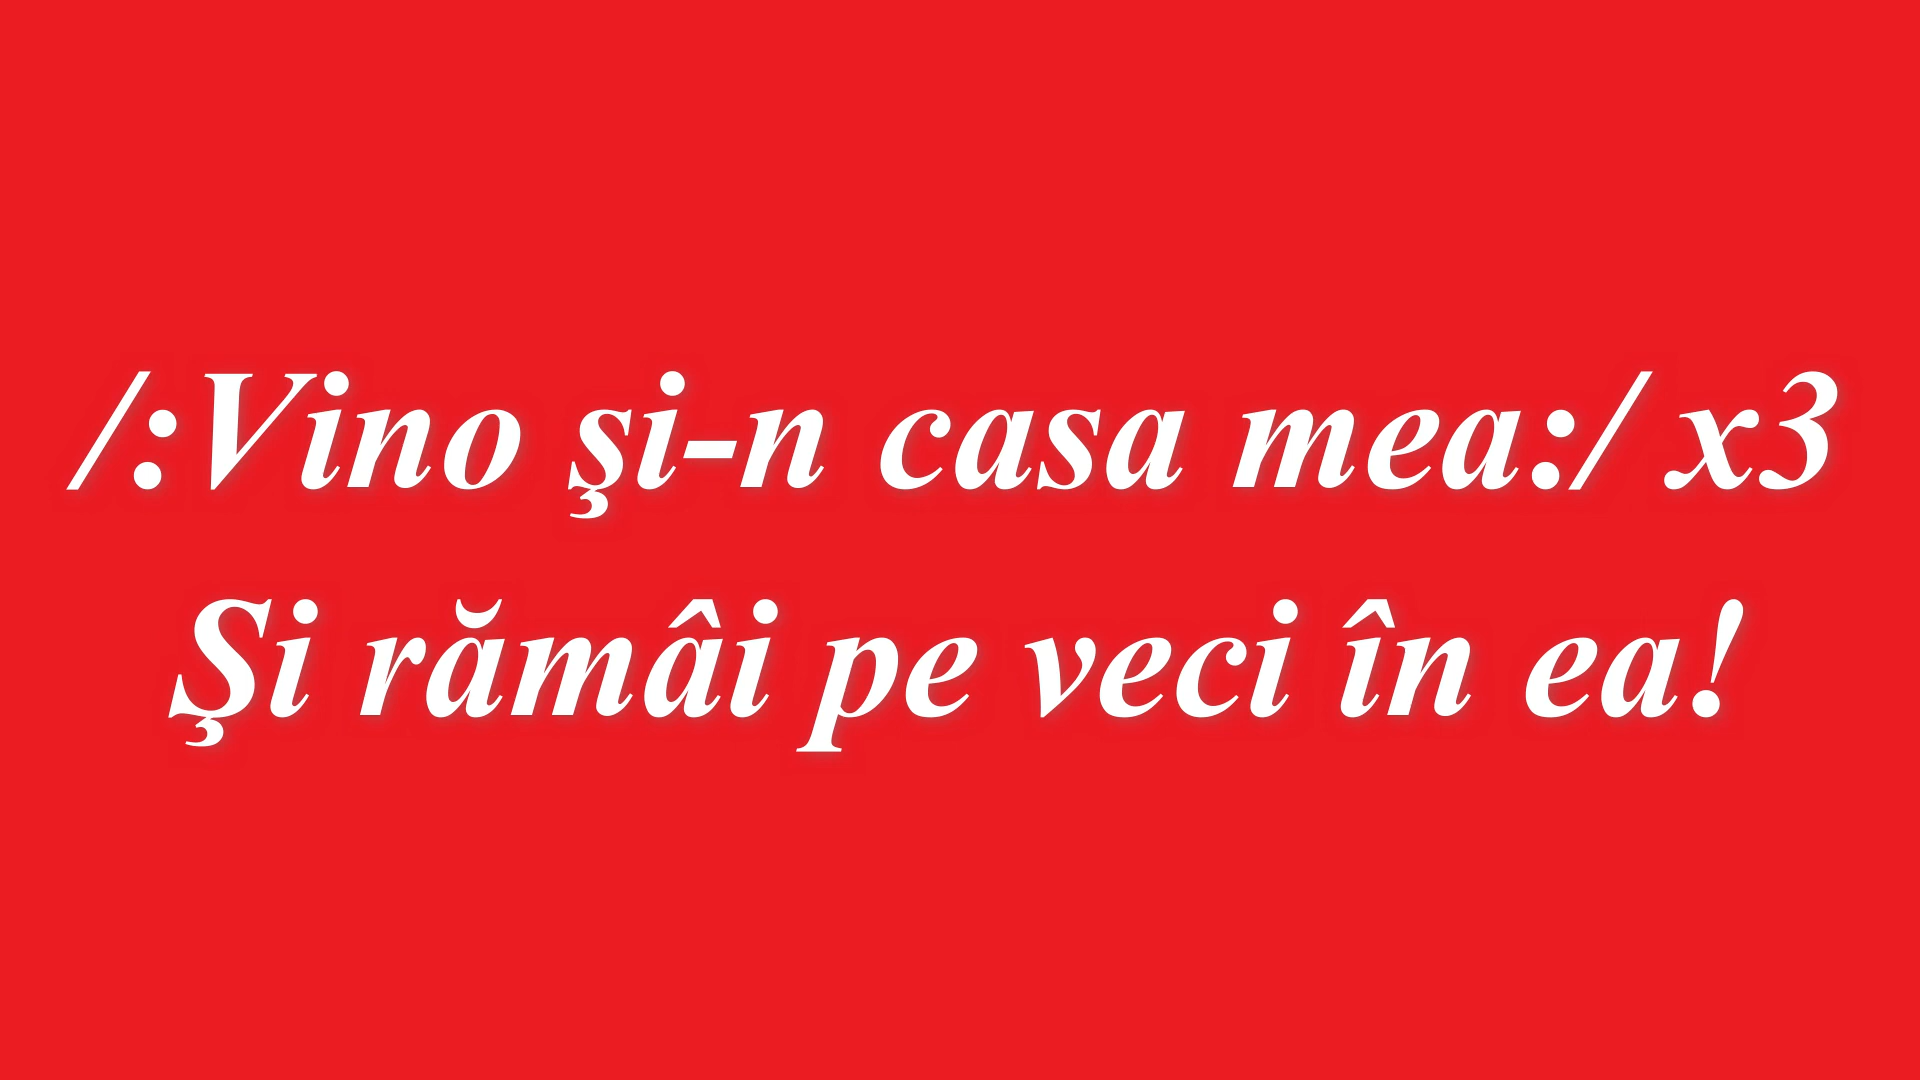 /:Vino şi-n casa mea:/ x3
Şi rămâi pe veci în ea!